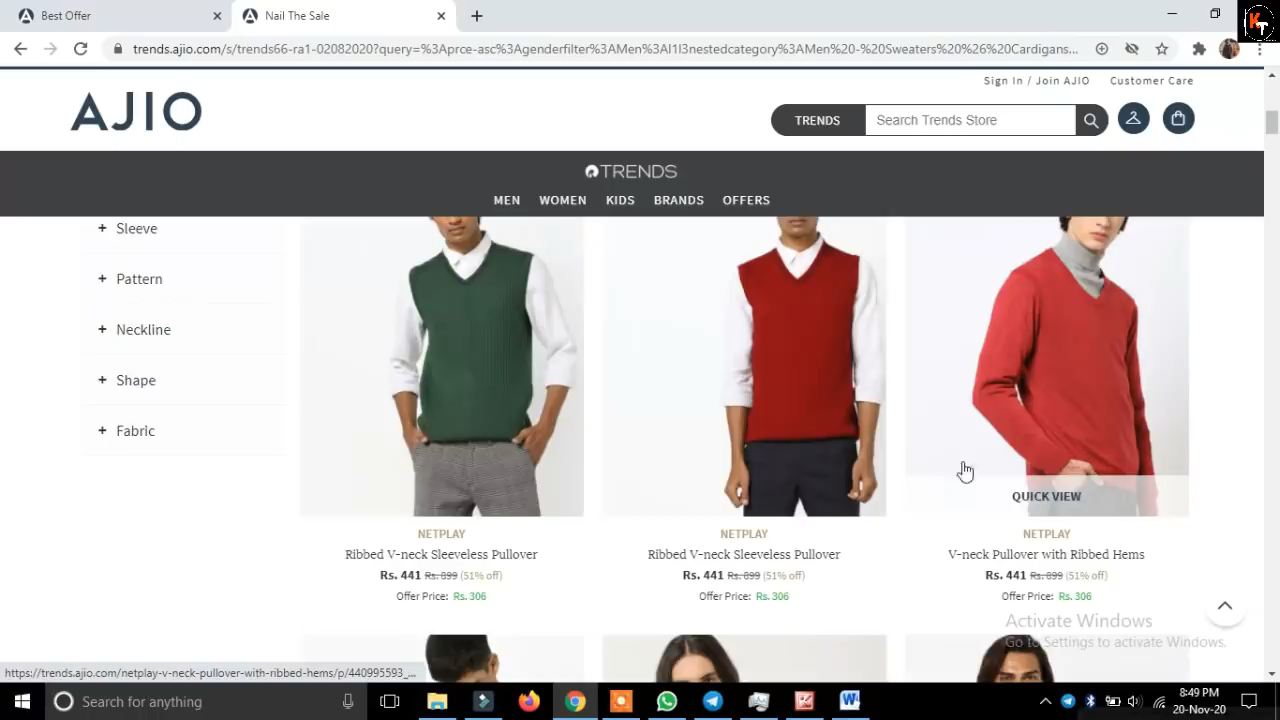 Best Offer
Nail The Sale
KT
trends.ajio.com/s/trends66-ra1-02082020?query=%3Aprce-asc%3Agenderfilter%3AMen%3Al1l3nestedcategory%3AMen%20-%20Sweaters%20%26%20Cardigans...
Sign In / Join AJIO Customer Care
AJIO
TRENDS Search Trends Store
TRENDS
MEN WOMEN KIDS BRANDS OFFERS
+ Sleeve
+ Pattern
+ Neckline
+ Shape
+ Fabric
QUICK VIEW
NETPLAY NETPLAY NETPLAY
Ribbed V-neck Sleeveless Pullover Ribbed V-neck Sleeveless Pullover V-neck Pullover with Ribbed Hems
Rs. 441 Rs. 899 (51% off) Rs. 441 Rs. 899 (51% off) Rs. 441 Rs. 899 (51% off)
Offer Price: Rs. 306 Offer Price: Rs. 306 Offer Price: Rs. 306
Activate Windows
Go to Settings to activate Windows.
https://trends.ajio.com/netplay-v-neck-pullover-with-ribbed-hems/p/440995593_...
Search for anything
8:49 PM
20-Nov-20